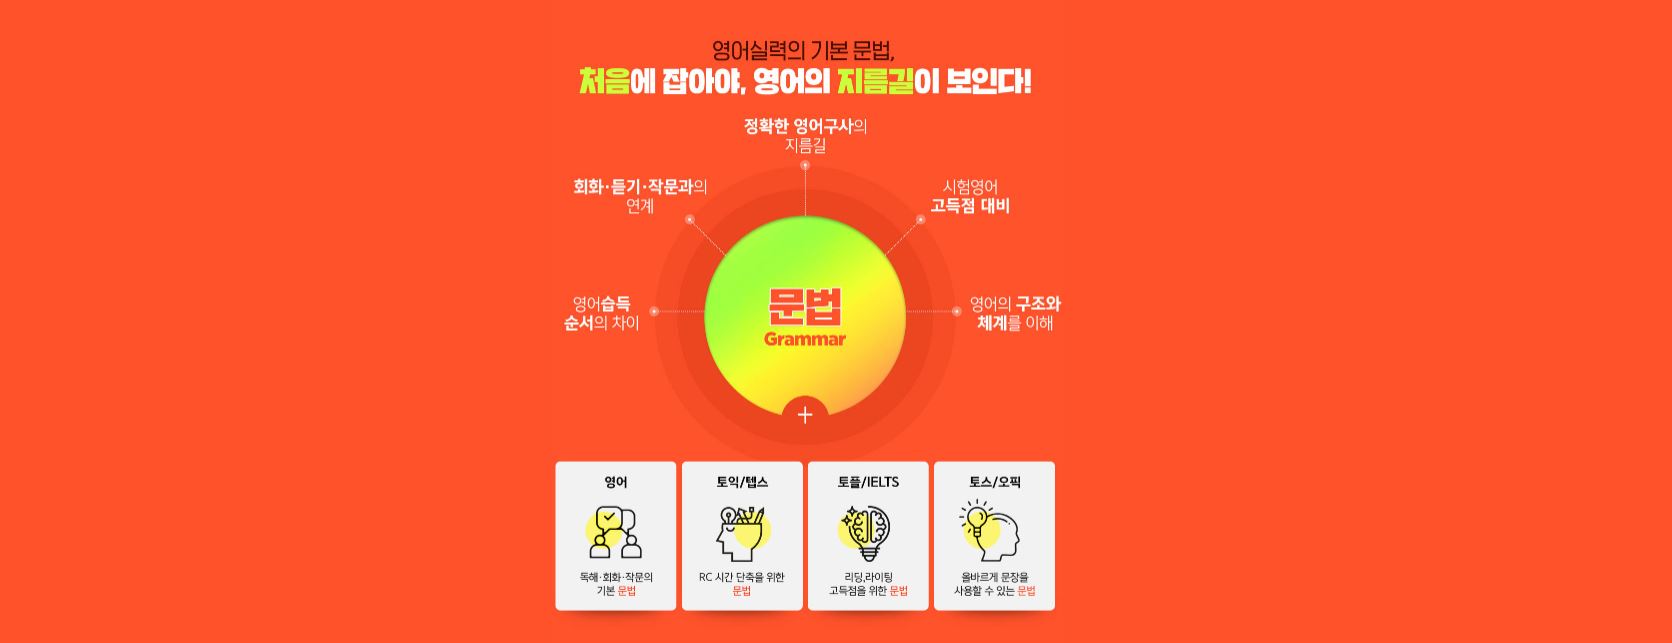 영어실력의 기본 문법,
처음에 잡아야, 영어의 지름길이 보인다!
정확한 영어구사의
지름길
회화·듣기·작문과의
연계
시험영어
고득점 대비
영어습득
순서의 차이
영어의 구조와
체계를 이해
문법
Grammar
+
영어
독해·회화·작문의
기본 문법
토익/텝스
RC 시간 단축을 위한
문법
토플/IELTS
리딩,라이팅
고득점을 위한 문법
토스/오픽
올바르게 문장을
사용할 수 있는 문법